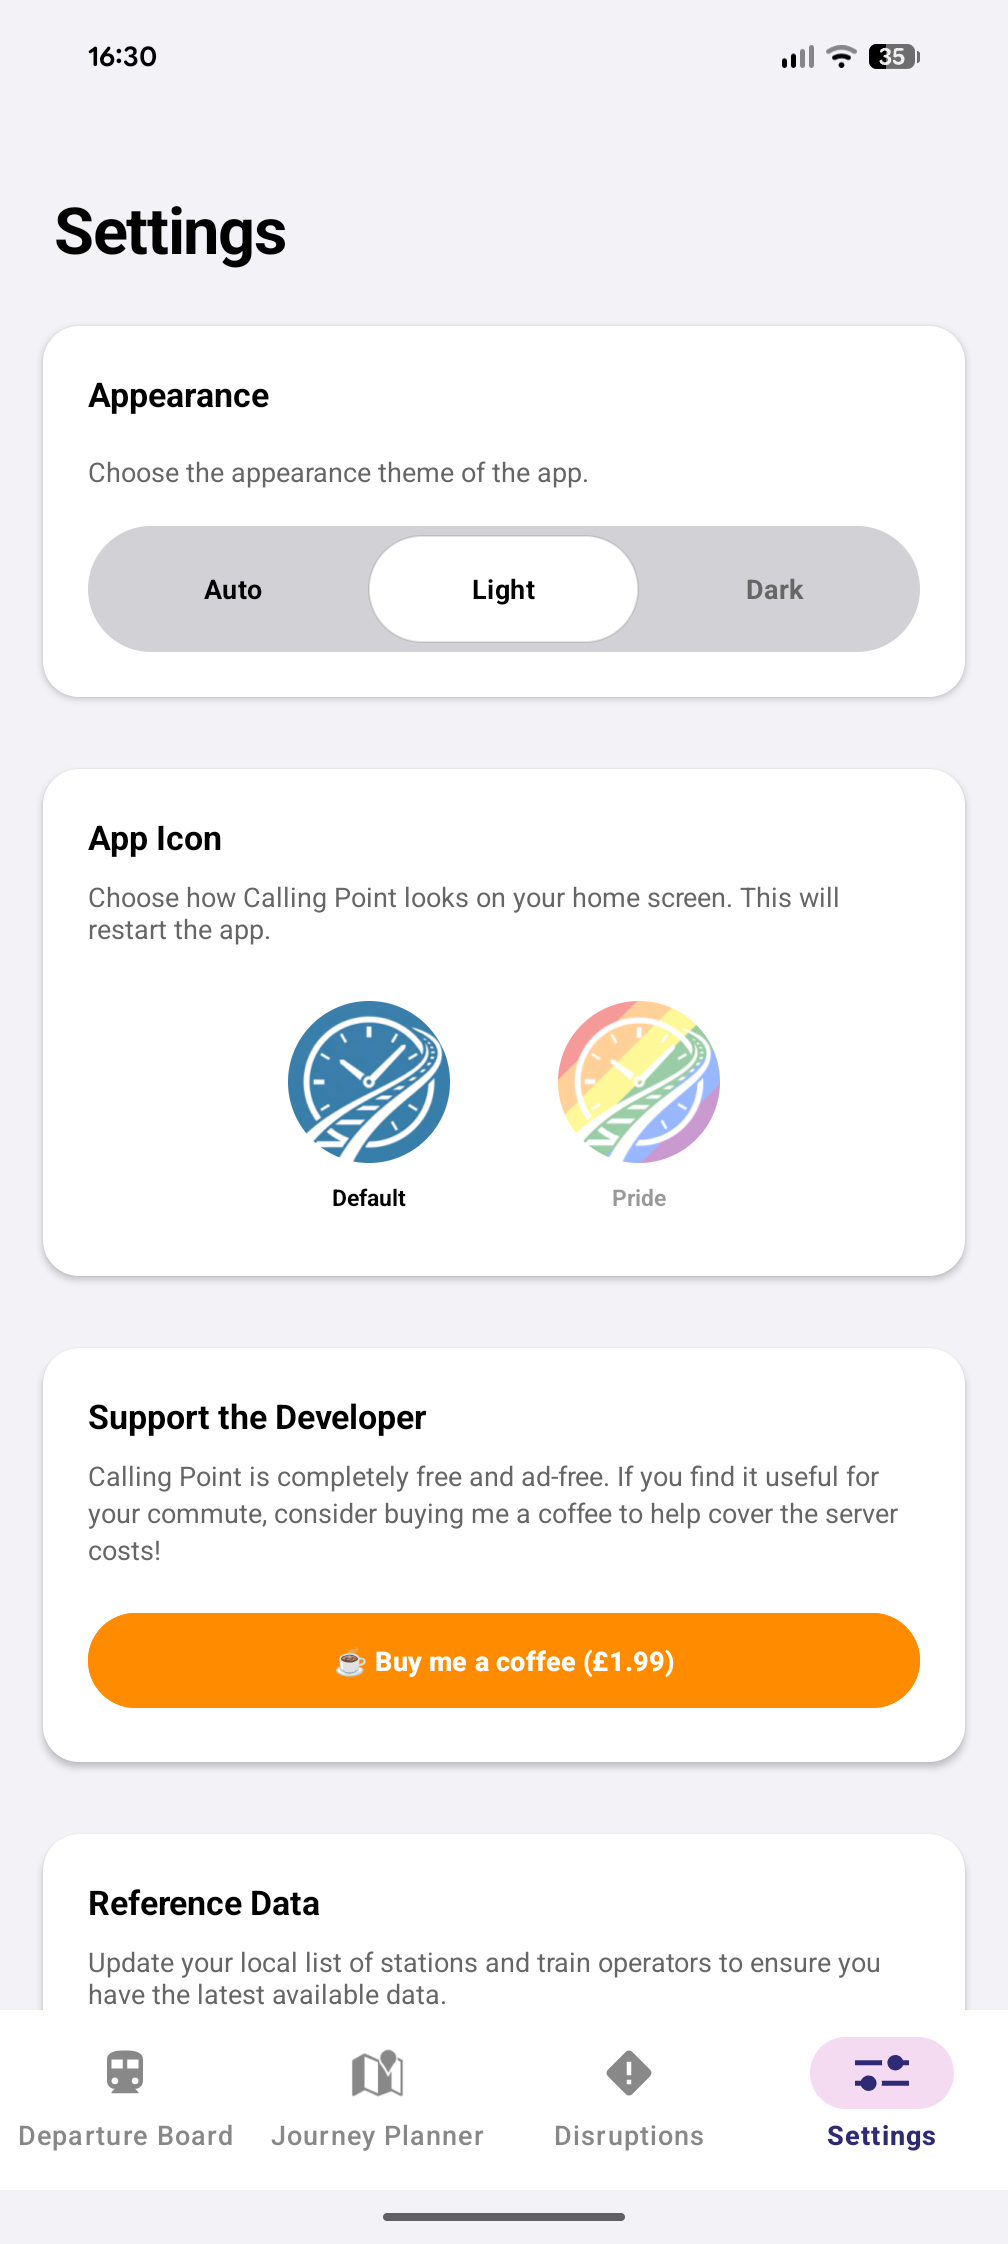 16:30
35
Settings
Appearance
Choose the appearance theme of the app.
Auto
Light
Dark
App Icon
Choose how Calling Point looks on your home screen. This will
restart the app.
Default
Pride
Support the Developer
Calling Point is completely free and ad-free. If you find it useful for
your commute, consider buying me a coffee to help cover the server
costs!
☕ Buy me a coffee (£1.99)
Reference Data
Update your local list of stations and train operators to ensure you
have the latest available data.
Departure Board
Journey Planner
Disruptions
Settings